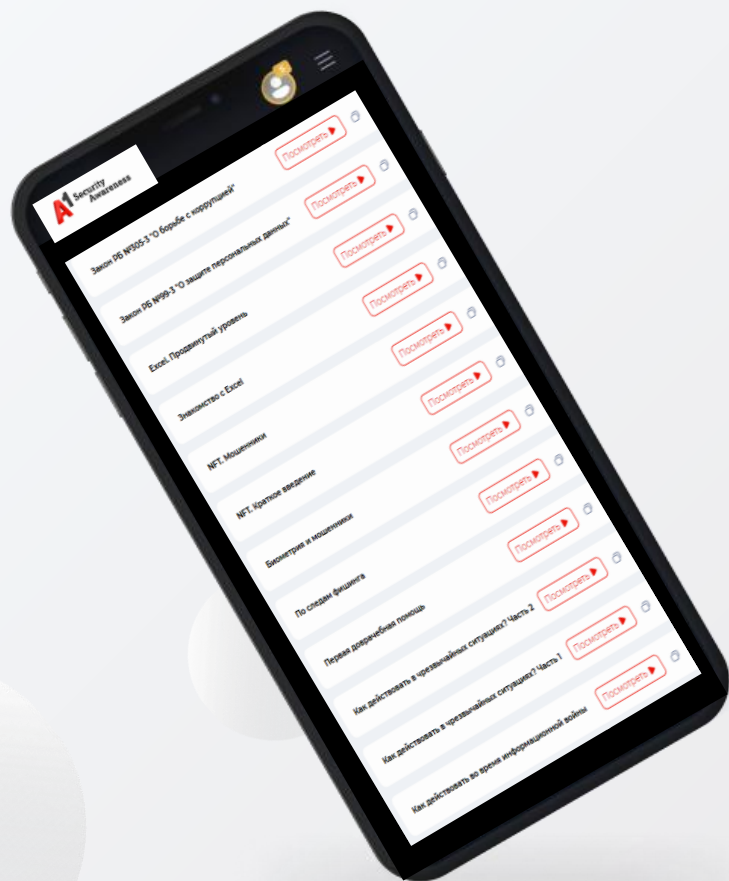 A1 Security
Awareness
Закон РБ №305-З "О борьбе с коррупцией"
Посмотреть
Закон РБ №99-З "О защите персональных данных"
Посмотреть
Excel. Продвинутый уровень
Посмотреть
Знакомство с Excel
Посмотреть
NFT. Мошенники
Посмотреть
NFT. Краткое введение
Посмотреть
Биометрия и мошенники
Посмотреть
По следам фишинга
Посмотреть
Первая доврачебная помощь
Посмотреть
Как действовать в чрезвычайных ситуациях? Часть 2
Посмотреть
Как действовать в чрезвычайных ситуациях? Часть 1
Посмотреть
Как действовать во время информационной войны
Посмотреть